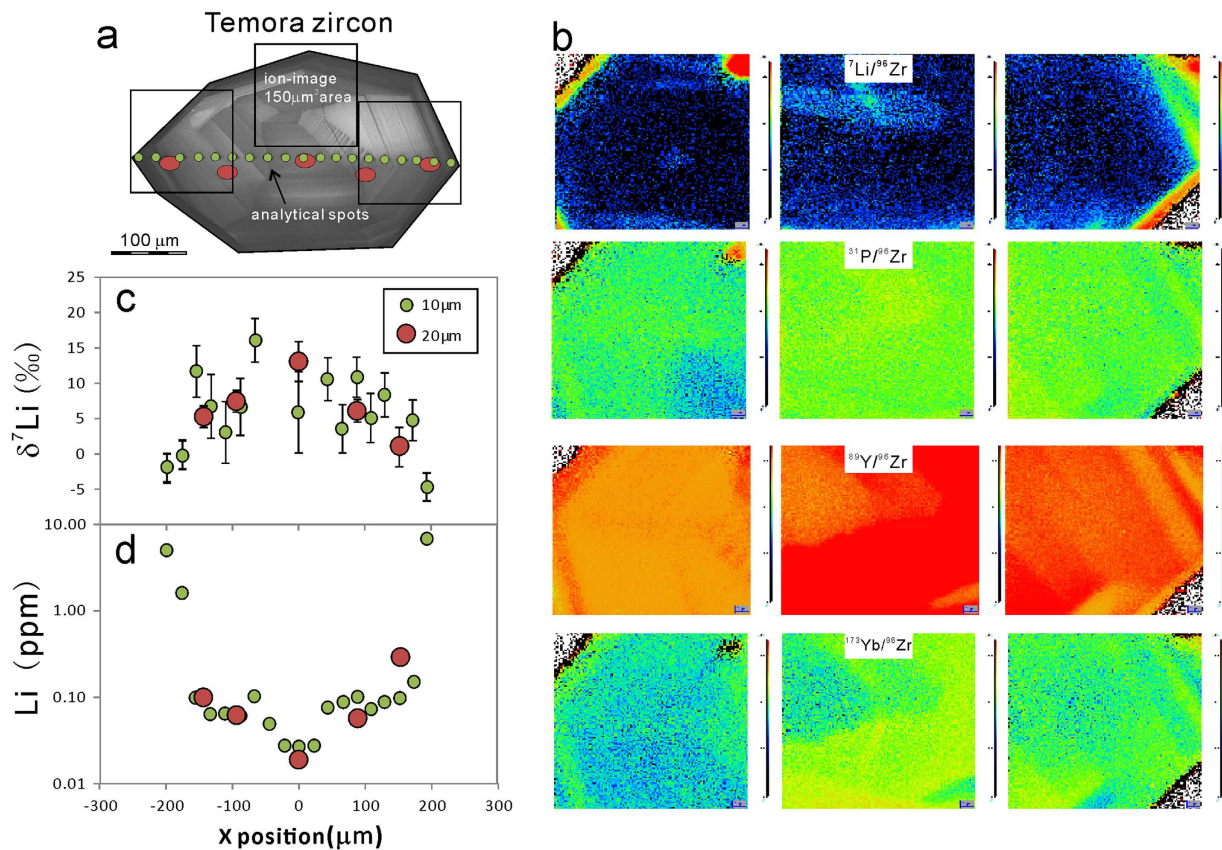 Temora zircon
a
ion-image
150μm² area
analytical spots
100 μm
b
⁷Li/⁹⁶Zr
³¹P/⁹⁶Zr
⁸⁹Y/⁹⁶Zr
¹⁷³Yb/⁹⁶Zr
c
10μm
20μm
δ⁷Li (‰)
25
20
15
10
5
0
-5
10.00
d
Li (ppm)
1.00
0.10
0.01
-300
-200
-100
0
100
200
300
X position(μm)